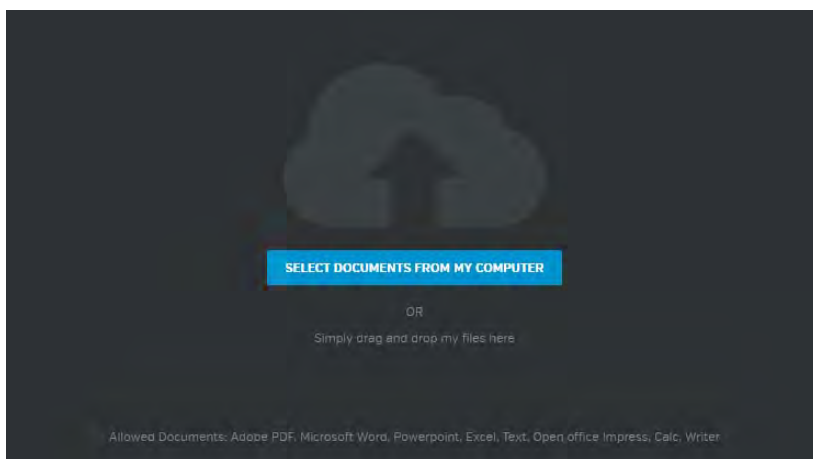 SELECT DOCUMENTS FROM MY COMPUTER
OR
Simply drag and drop my files here
Allowed Documents: Adobe PDF, Microsoft Word, Powerpoint, Excel, Text, Open office Impress, Calc, Writer